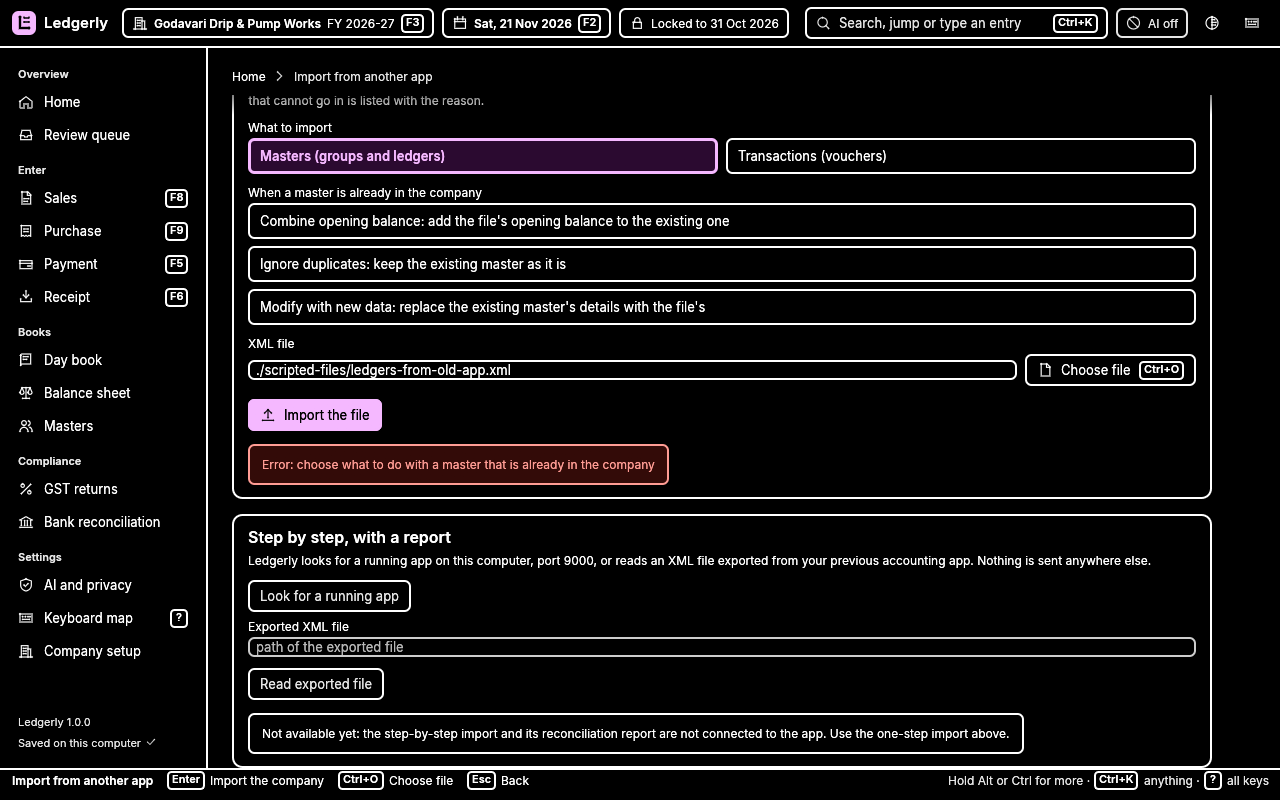 Ledgerly
Godavari Drip & Pump Works FY 2026-27 F3
Sat, 21 Nov 2026 F2
Locked to 31 Oct 2026
Search, jump or type an entry Ctrl+K
AI off
Overview
Home
Review queue
Enter
Sales F8
Purchase F9
Payment F5
Receipt F6
Books
Day book
Balance sheet
Masters
Compliance
GST returns
Bank reconciliation
Settings
AI and privacy
Keyboard map ?
Company setup
Ledgerly 1.0.0
Saved on this computer
Home > Import from another app
that cannot go in is listed with the reason.
What to import
Masters (groups and ledgers)
Transactions (vouchers)
When a master is already in the company
Combine opening balance: add the file's opening balance to the existing one
Ignore duplicates: keep the existing master as it is
Modify with new data: replace the existing master's details with the file's
XML file
./scripted-files/ledgers-from-old-app.xml
Choose file Ctrl+O
Import the file
Error: choose what to do with a master that is already in the company
Step by step, with a report
Ledgerly looks for a running app on this computer, port 9000, or reads an XML file exported from your previous accounting app. Nothing is sent anywhere else.
Look for a running app
Exported XML file
path of the exported file
Read exported file
Not available yet: the step-by-step import and its reconciliation report are not connected to the app. Use the one-step import above.
Import from another app Enter Import the company Ctrl+O Choose file Esc Back
Hold Alt or Ctrl for more · Ctrl+K anything · ? all keys